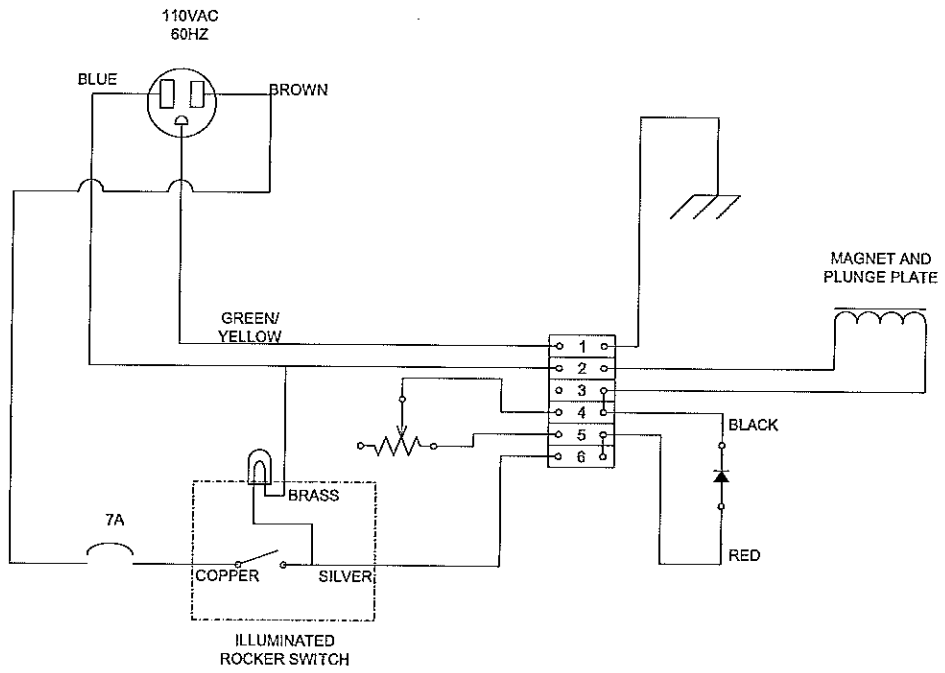 110VAC
60HZ
BLUE
BROWN
MAGNET AND
PLUNGE PLATE
GREEN/
YELLOW
1
2
3
4
5
6
BLACK
BRASS
7A
RED
COPPER
SILVER
ILLUMINATED
ROCKER SWITCH